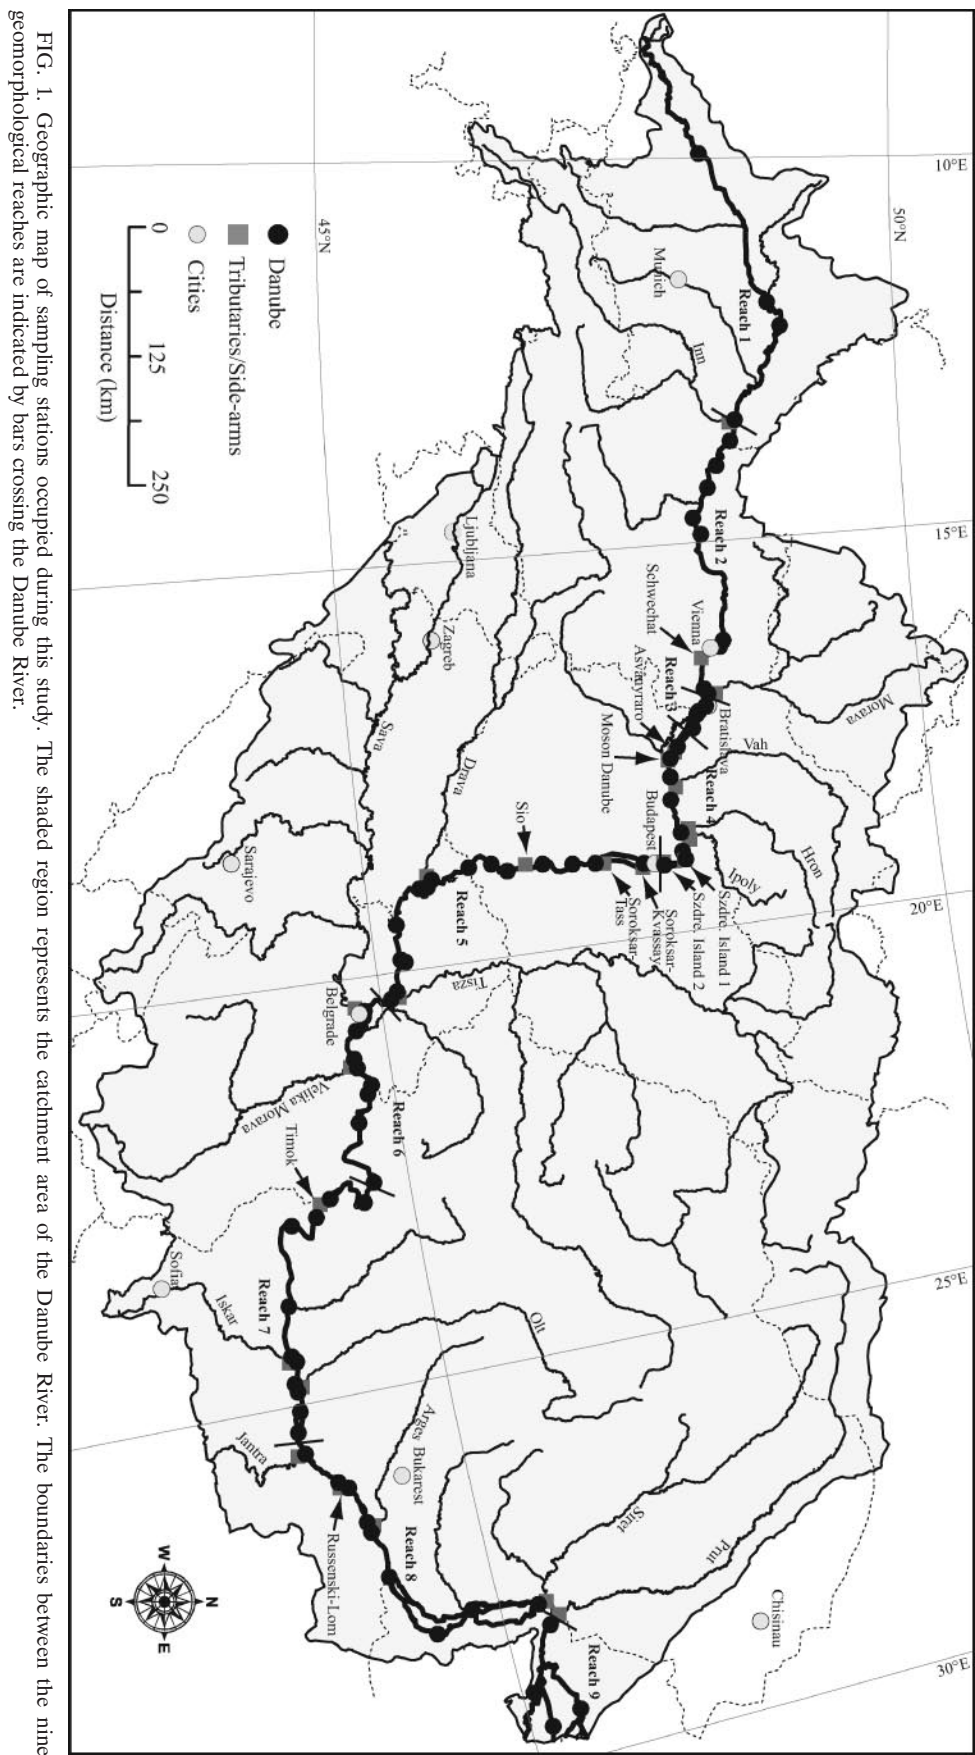 10°E
15°E
20°E
25°E
30°E
50°N
45°N
Munich
Reach 1
Inn
Reach 2
Vienna
Schwechat
Reach 3
Asványraro
Bratislava
Morava
Vah
Moson Danube
Reach 4
Hron
Budapest
Ipoly
Szdre. Island 1
Szdre. Island 2
Soroksar-
Kvassay
Soroksar-
Tass
Sio
Ljubljana
Zagreb
Sava
Drava
Sarajevo
Reach 5
Tisza
Belgrade
Velika Morava
Reach 6
Timok
Sofia
Iskar
Reach 7
Olt
Jantra
Argeş
Bukarest
Russenski-Lom
Reach 8
Siret
Prut
Chisinau
Reach 9
Danube
Tributaries/Side-arms
Cities
0 125 250
Distance (km)
N
W
E
S
FIG. 1. Geographic map of sampling stations occupied during this study. The shaded region represents the catchment area of the Danube River. The boundaries between the nine
geomorphological reaches are indicated by bars crossing the Danube River.